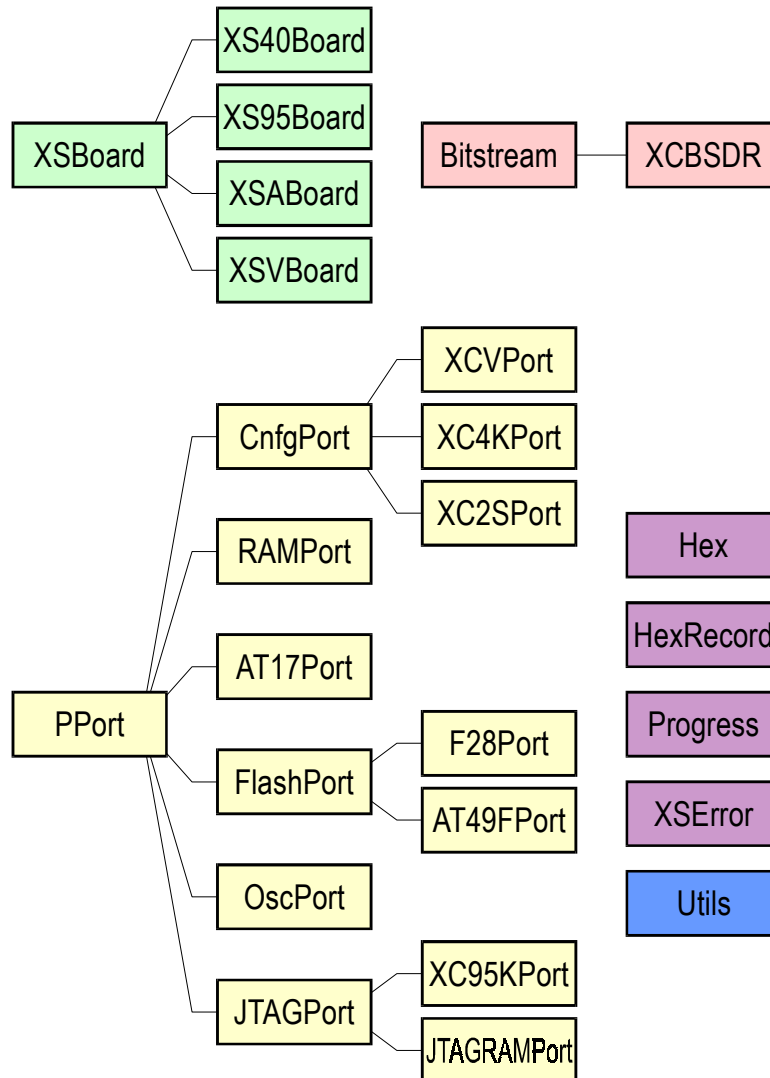 XS40Board
XS95Board
XSBoard
Bitstream
XCBSDR
XSABoard
XSVBoard
XCVPort
CnfgPort
XC4KPort
XC2SPort
RAMPort
Hex
HexRecord
AT17Port
PPort
F28Port
Progress
FlashPort
AT49FPort
XSError
OscPort
Utils
XC95KPort
JTAGPort
JTAGRAMPort